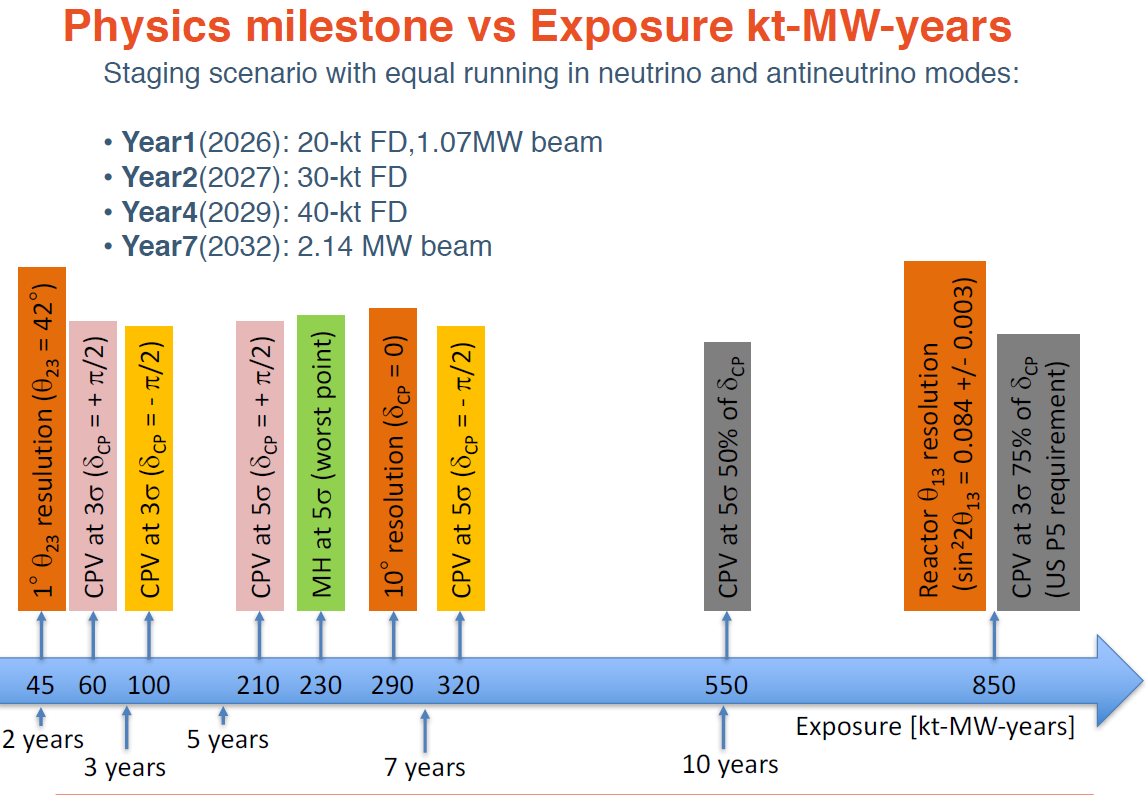 Physics milestone vs Exposure kt-MW-years
Staging scenario with equal running in neutrino and antineutrino modes:
• Year1(2026): 20-kt FD,1.07MW beam
• Year2(2027): 30-kt FD
• Year4(2029): 40-kt FD
• Year7(2032): 2.14 MW beam
1° θ23 resulution (θ23 = 42°)
CPV at 3σ (δCP = + π/2)
CPV at 3σ (δCP = - π/2)
CPV at 5σ (δCP = + π/2)
MH at 5σ (worst point)
10° resolution (δCP = 0)
CPV at 5σ (δCP = - π/2)
CPV at 5σ 50% of δCP
Reactor θ13 resolution
(sin²2θ13 = 0.084 +/- 0.003)
CPV at 3σ 75% of δCP
(US P5 requirement)
45 60 100 210 230 290 320 550 850
Exposure [kt-MW-years]
2 years
3 years
5 years
7 years
10 years